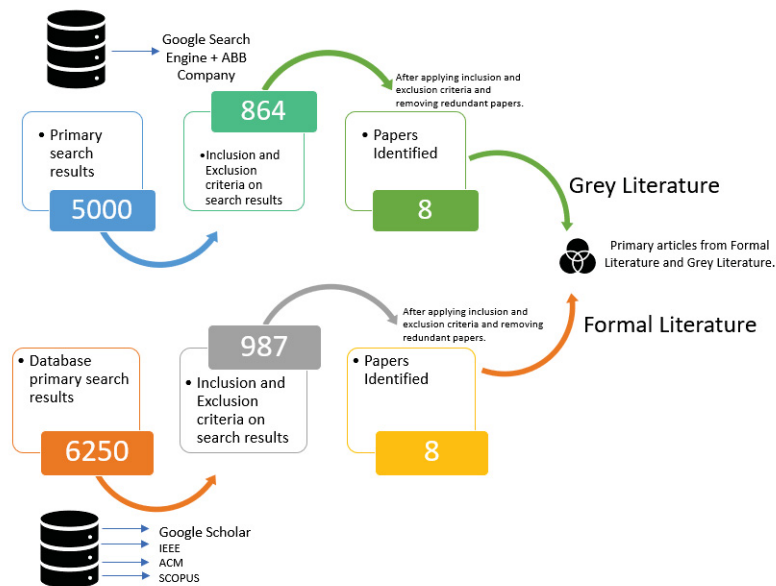 Google Search
Engine + ABB
Company
864
After applying inclusion and
exclusion criteria and
removing redundant papers.
• Primary
search
results
5000
•Inclusion and
Exclusion
criteria on
search results
• Papers
Identified
8
Grey Literature
Primary articles from Formal
Literature and Grey Literature.
Formal Literature
987
After applying inclusion and
exclusion criteria and removing
redundant papers.
• Database
primary search
results
6250
• Inclusion and
Exclusion
criteria on
search results
• Papers
Identified
8
Google Scholar
IEEE
ACM
SCOPUS